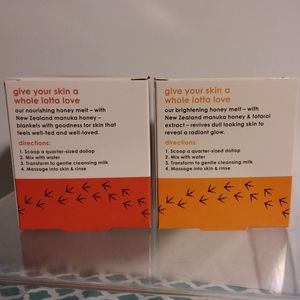 give your skin a
whole lotta love
our nourishing honey melt – with
New Zealand manuka honey –
blankets with goodness for skin that
feels well-fed and well-loved.
directions:
1. Scoop a quarter-sized dollop
2. Mix with water
3. Transform to gentle cleansing milk
4. Massage into skin & rinse
give your skin a
whole lotta love
our brightening honey melt – with
New Zealand manuka honey & totarol
extract – revives dull looking skin to
reveal a radiant glow.
directions:
1. Scoop a quarter-sized dollop
2. Mix with water
3. Transform to gentle cleansing milk
4. Massage into skin & rinse